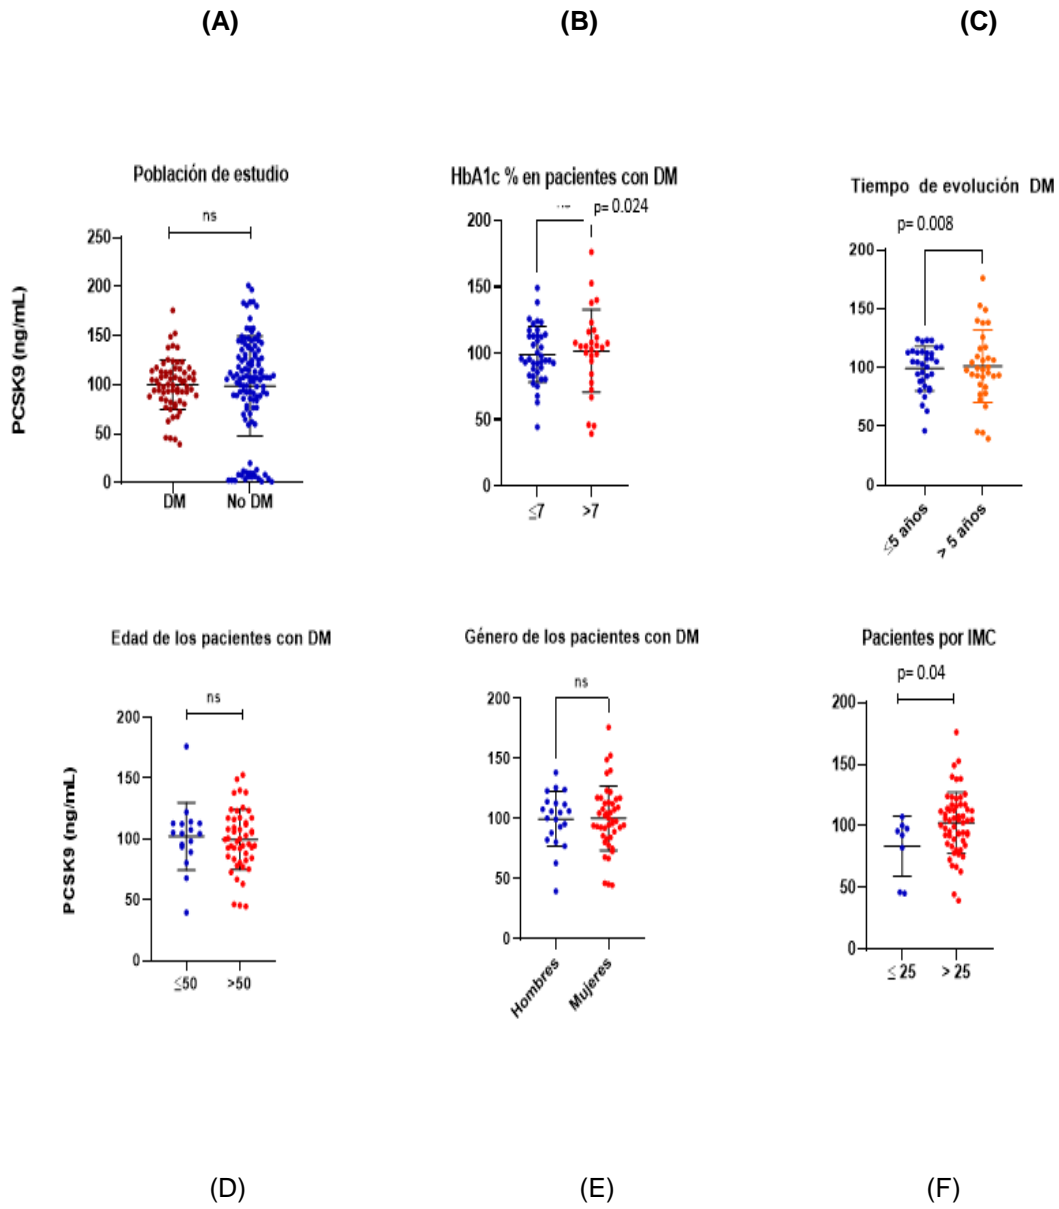 (A) (B) (C)
Población de estudio
ns
PCSK9 (ng/mL)
250
200
150
100
50
0
DM No DM
HbA1c % en pacientes con DM
p= 0.024
200
150
100
50
0
≤7 >7
Tiempo de evolución DM
p= 0.008
200
150
100
50
0
≤5 años > 5 años
Edad de los pacientes con DM
ns
PCSK9 (ng/mL)
200
150
100
50
0
≤50 >50
Género de los pacientes con DM
ns
200
150
100
50
0
Hombres Mujeres
Pacientes por IMC
p= 0.04
200
150
100
50
0
≤ 25 > 25
(D) (E) (F)